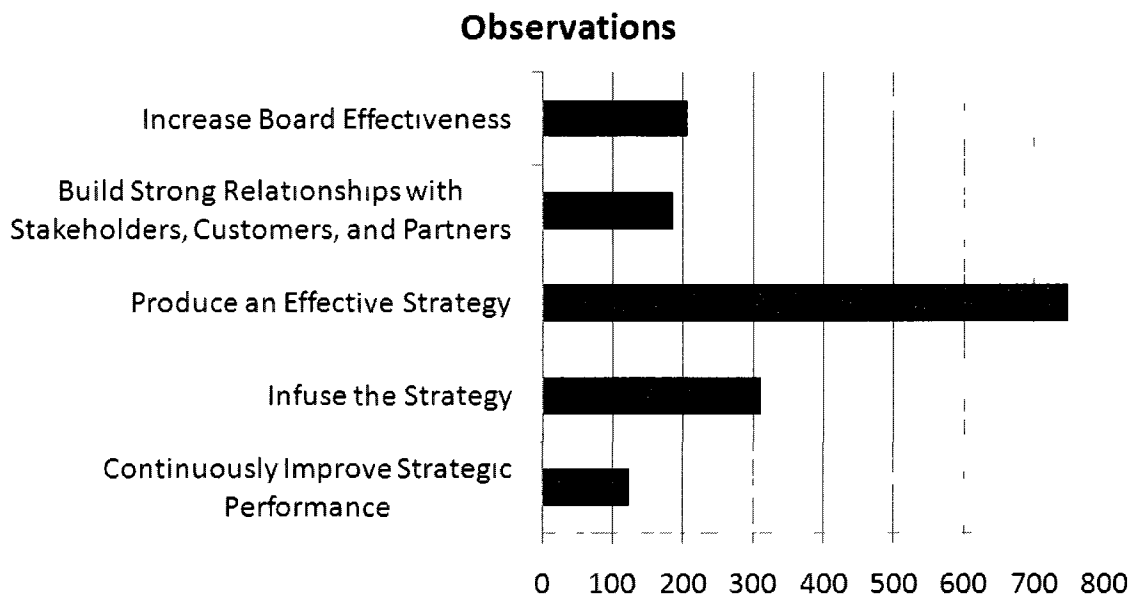 Observations
Increase Board Effectiveness
Build Strong Relationships with
Stakeholders, Customers, and Partners
Produce an Effective Strategy
Infuse the Strategy
Continuously Improve Strategic
Performance
0 100 200 300 400 500 600 700 800